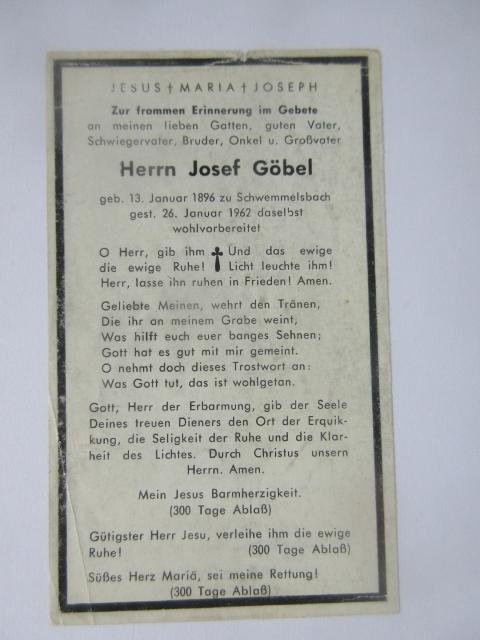 JESUS † MARIA † JOSEPH
Zur frommen Erinnerung im Gebete
an meinen lieben Gatten, guten Vater,
Schwiegervater, Bruder, Onkel u. Großvater
Herrn Josef Göbel
geb. 13. Januar 1896 zu Schwemmelsbach
gest. 26. Januar 1962 daselbst
wohlvorbereitet
O Herr, gib ihm † Und das ewige
die ewige Ruhe! Licht leuchte ihm!
Herr, lasse ihn ruhen in Frieden! Amen.
Geliebte Meinen, wehrt den Tränen,
Die ihr an meinem Grabe weint,
Was hilft euch euer banges Sehnen;
Gott hat es gut mit mir gemeint.
O nehmt doch dieses Trostwort an:
Was Gott tut, das ist wohlgetan.
Gott, Herr der Erbarmung, gib der Seele
Deines treuen Dieners den Ort der Erquik-
kung, die Seligkeit der Ruhe und die Klar-
heit des Lichtes. Durch Christus unsern
Herrn. Amen.
Mein Jesus Barmherzigkeit.
(300 Tage Ablaß)
Gütigster Herr Jesu, verleihe ihm die ewige
Ruhe! (300 Tage Ablaß)
Süßes Herz Mariä, sei meine Rettung!
(300 Tage Ablaß)